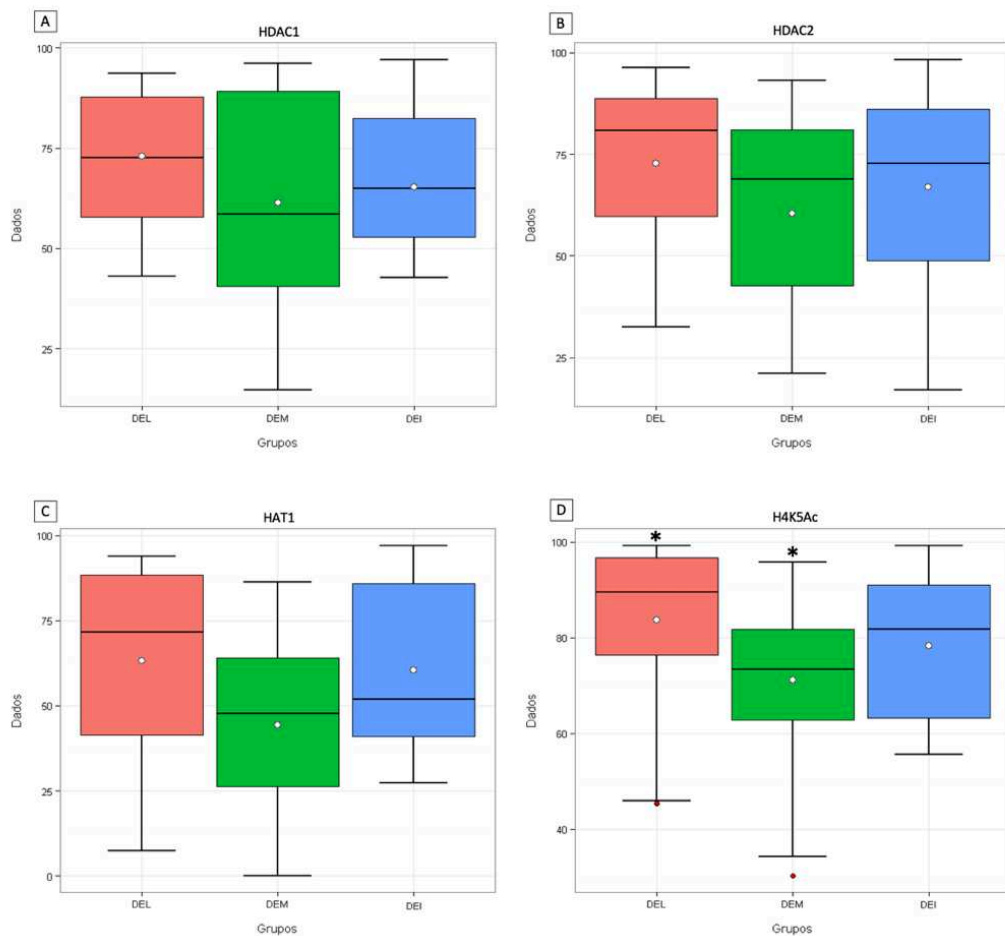 A
HDAC1
100
75
50
25
Dados
DEL DEM DEI
Grupos
B
HDAC2
100
75
50
25
Dados
DEL DEM DEI
Grupos
C
HAT1
100
75
50
25
0
Dados
DEL DEM DEI
Grupos
D
H4K5Ac
* *
100
80
60
40
Dados
DEL DEM DEI
Grupos